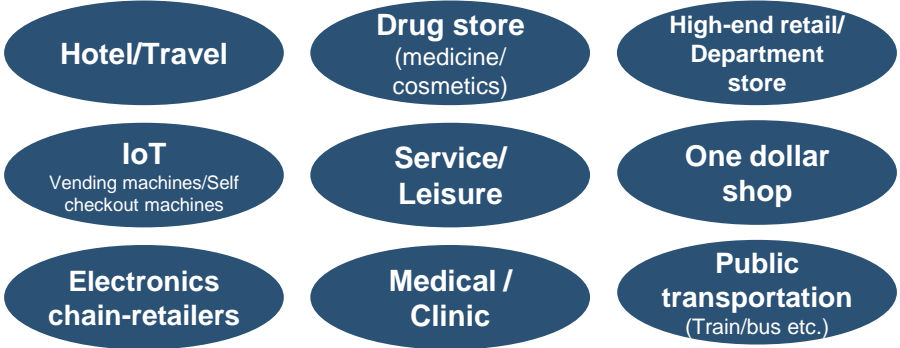 Hotel/Travel
Drug store
(medicine/
cosmetics)
High-end retail/
Department
store
IoT
Vending machines/Self
checkout machines
Service/
Leisure
One dollar
shop
Electronics
chain-retailers
Medical /
Clinic
Public
transportation
(Train/bus etc.)